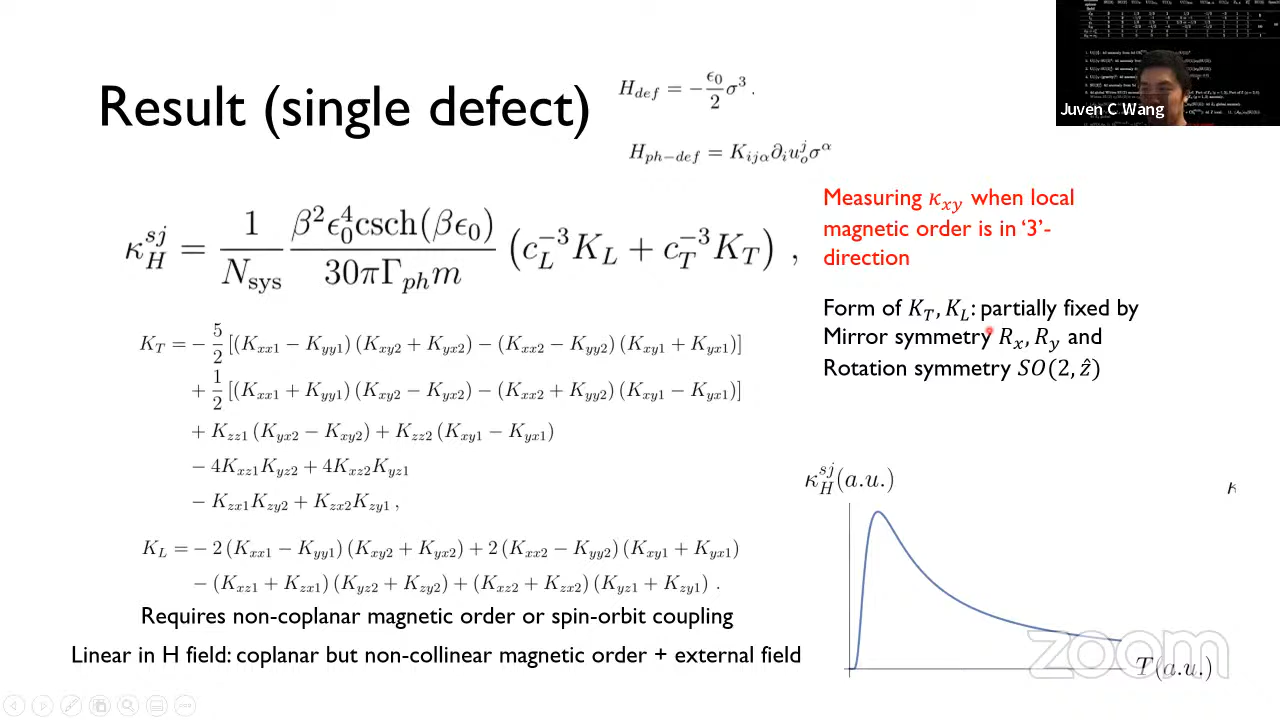 Result (single defect)
H_{def} = -\frac{\epsilon_0}{2}\sigma^3 .
H_{ph-def} = K_{ij\alpha}\partial_i u_o^j \sigma^\alpha
Juven C Wang
\kappa_H^{sj} = \frac{1}{N_{sys}} \frac{\beta^2 \epsilon_0^4 csch(\beta\epsilon_0)}{30\pi\Gamma_{ph} m} (c_L^{-3} K_L + c_T^{-3} K_T) ,
Measuring κ_{xy} when local
magnetic order is in ‘3’-
direction
Form of K_T, K_L: partially fixed by
Mirror symmetry R_x, R_y and
Rotation symmetry SO(2, \hat{z})
K_T = -\frac{5}{2} [(K_{xx1} - K_{yy1}) (K_{xy2} + K_{yx2}) - (K_{xx2} - K_{yy2}) (K_{xy1} + K_{yx1})]
+ \frac{1}{2} [(K_{xx1} + K_{yy1}) (K_{xy2} - K_{yx2}) - (K_{xx2} + K_{yy2}) (K_{xy1} - K_{yx1})]
+ K_{zz1} (K_{yx2} - K_{xy2}) + K_{zz2} (K_{xy1} - K_{yx1})
- 4K_{xz1}K_{yz2} + 4K_{xz2}K_{yz1}
- K_{zx1}K_{zy2} + K_{zx2}K_{zy1} ,
K_L = -2 (K_{xx1} - K_{yy1}) (K_{xy2} + K_{yx2}) + 2 (K_{xx2} - K_{yy2}) (K_{xy1} + K_{yx1})
- (K_{xz1} + K_{zx1}) (K_{yz2} + K_{zy2}) + (K_{xz2} + K_{zx2}) (K_{yz1} + K_{zy1}) .
Requires non-coplanar magnetic order or spin-orbit coupling
Linear in H field: coplanar but non-collinear magnetic order + external field
κ_H^{sj}(a.u.)
κ
T(a.u.)
zoom